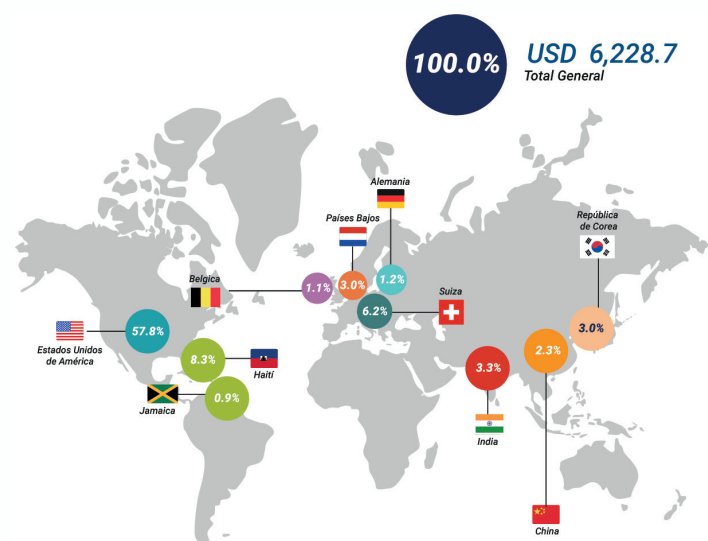 100.0%
USD 6,228.7
Total General
Alemania
Países Bajos
República
de Corea
Belgica
1.1%
3.0%
1.2%
Suiza
6.2%
3.0%
57.8%
Estados Unidos
de América
8.3%
Haití
2.3%
3.3%
Jamaica
0.9%
India
China